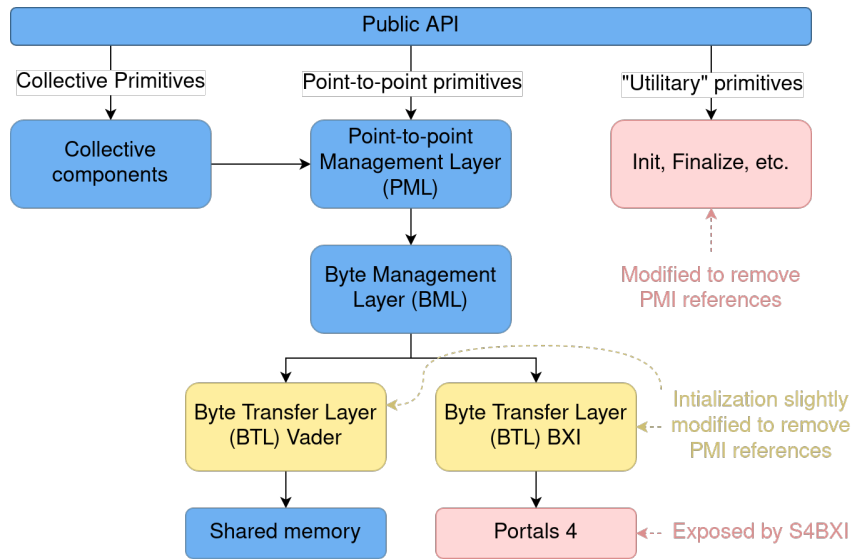 Public API
Collective Primitives
Point-to-point primitives
"Utilitary" primitives
Collective
components
Point-to-point
Management Layer
(PML)
Init, Finalize, etc.
Modified to remove
PMI references
Byte Management
Layer (BML)
Byte Transfer Layer
(BTL) Vader
Byte Transfer Layer
(BTL) BXI
Intialization slightly
modified to remove
PMI references
Shared memory
Portals 4
Exposed by S4BXI